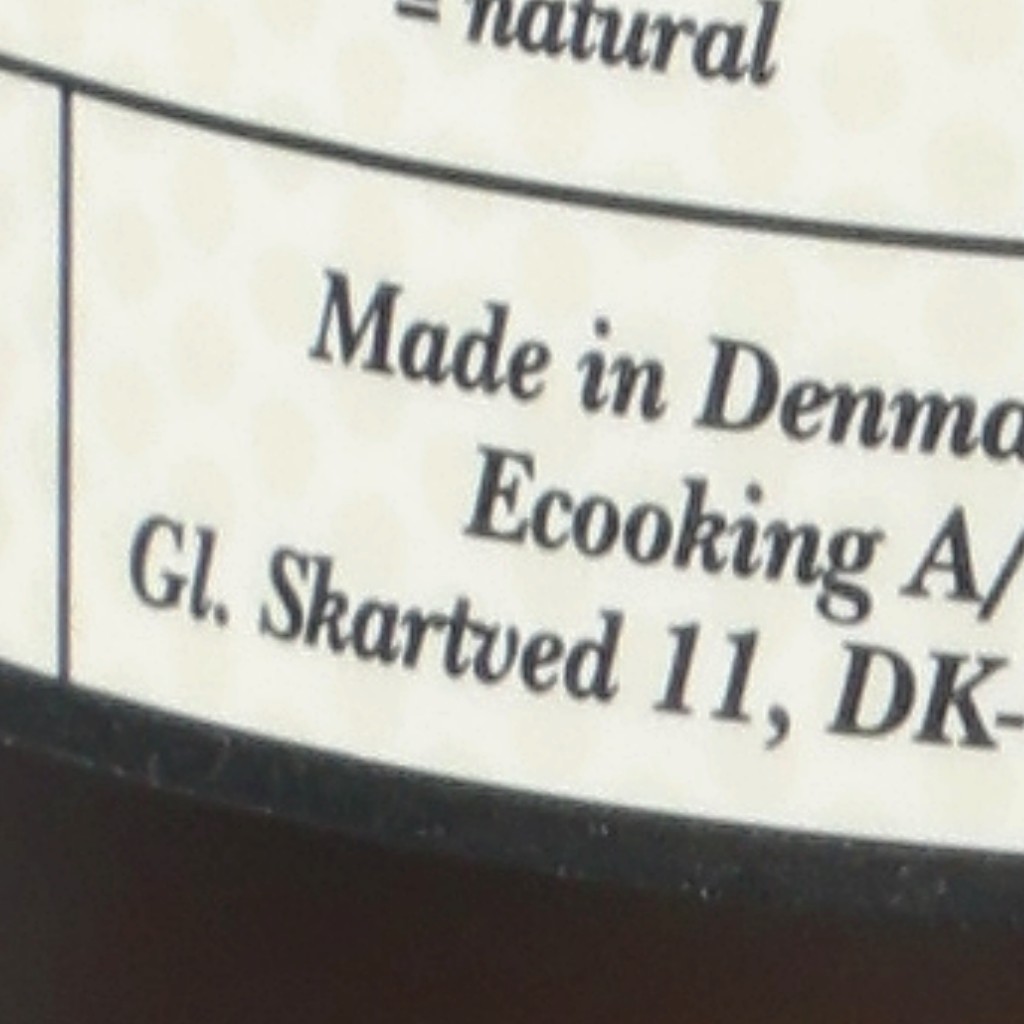 = natural
Made in Denma
Ecooking A/
Gl. Skartved 11, DK-